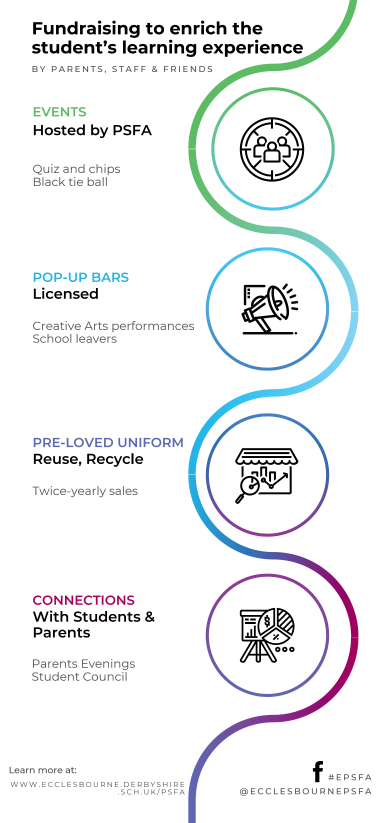 Fundraising to enrich the
student's learning experience
BY PARENTS, STAFF & FRIENDS
EVENTS
Hosted by PSFA
Quiz and chips
Black tie ball
POP-UP BARS
Licensed
Creative Arts performances
School leavers
PRE-LOVED UNIFORM
Reuse, Recycle
Twice-yearly sales
CONNECTIONS
With Students &
Parents
Parents Evenings
Student Council
Learn more at:
WWW.ECCLESBOURNE.DERBYSHIRE
.SCH.UK/PSFA
#EPSFA
@ECCLESBOURNEPSFA